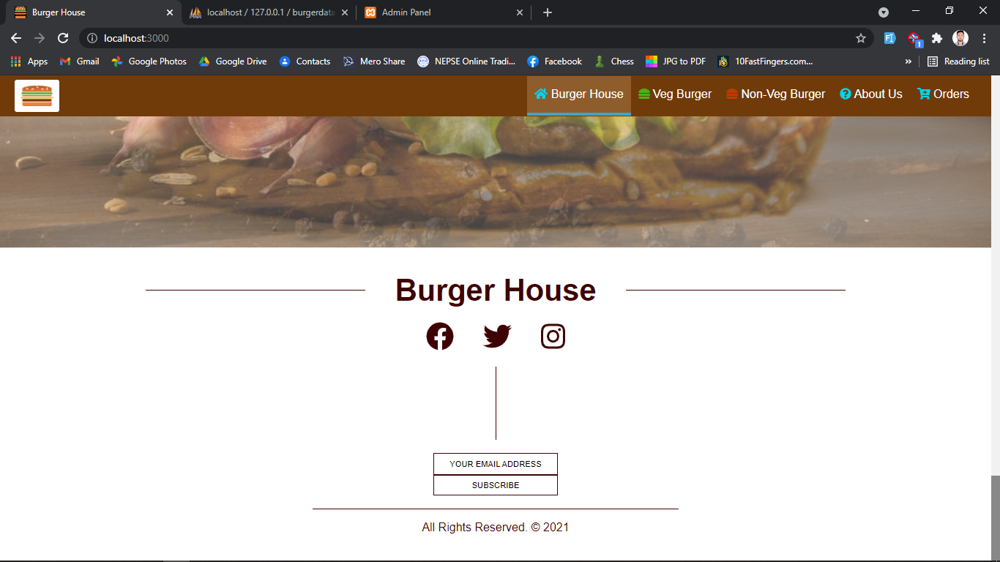 Burger House
localhost / 127.0.0.1 / burgerdata
Admin Panel
localhost:3000
Apps
Gmail
Google Photos
Google Drive
Contacts
Mero Share
NEPSE Online Tradi...
Facebook
Chess
JPG to PDF
10FastFingers.com...
»
Reading list
Burger House
Veg Burger
Non-Veg Burger
About Us
Orders
Burger House
YOUR EMAIL ADDRESS
SUBSCRIBE
All Rights Reserved. © 2021